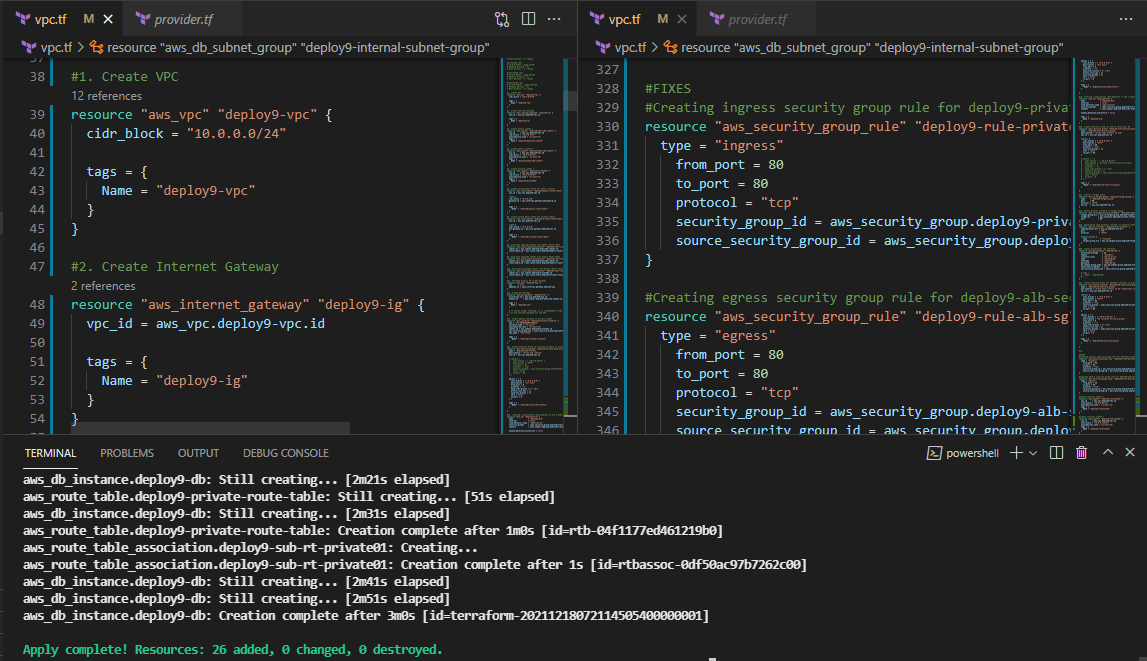 vpc.tf M
provider.tf
vpc.tf > resource "aws_db_subnet_group" "deploy9-internal-subnet-group"
37
38 #1. Create VPC
12 references
39 resource "aws_vpc" "deploy9-vpc" {
40 cidr_block = "10.0.0.0/24"
41
42 tags = {
43 Name = "deploy9-vpc"
44 }
45 }
46
47 #2. Create Internet Gateway
2 references
48 resource "aws_internet_gateway" "deploy9-ig" {
49 vpc_id = aws_vpc.deploy9-vpc.id
50
51 tags = {
52 Name = "deploy9-ig"
53 }
54 }
vpc.tf M
provider.tf
vpc.tf > resource "aws_db_subnet_group" "deploy9-internal-subnet-group"
327
328 #FIXES
329 #Creating ingress security group rule for deploy9-privat
330 resource "aws_security_group_rule" "deploy9-rule-private
331 type = "ingress"
332 from_port = 80
333 to_port = 80
334 protocol = "tcp"
335 security_group_id = aws_security_group.deploy9-priva
336 source_security_group_id = aws_security_group.deploy
337 }
338
339 #Creating egress security group rule for deploy9-alb-sec
340 resource "aws_security_group_rule" "deploy9-rule-alb-sg"
341 type = "egress"
342 from_port = 80
343 to_port = 80
344 protocol = "tcp"
345 security_group_id = aws_security_group.deploy9-alb-
346 source_security_group_id = aws_security_group.deploy
TERMINAL PROBLEMS OUTPUT DEBUG CONSOLE
powershell
aws_db_instance.deploy9-db: Still creating... [2m21s elapsed]
aws_route_table.deploy9-private-route-table: Still creating... [51s elapsed]
aws_db_instance.deploy9-db: Still creating... [2m31s elapsed]
aws_route_table.deploy9-private-route-table: Creation complete after 1m0s [id=rtb-04f1177ed461219b0]
aws_route_table_association.deploy9-sub-rt-private01: Creating...
aws_route_table_association.deploy9-sub-rt-private01: Creation complete after 1s [id=rtbassoc-0df50ac97b7262c00]
aws_db_instance.deploy9-db: Still creating... [2m41s elapsed]
aws_db_instance.deploy9-db: Still creating... [2m51s elapsed]
aws_db_instance.deploy9-db: Creation complete after 3m0s [id=terraform-20211218072114505400000001]
Apply complete! Resources: 26 added, 0 changed, 0 destroyed.